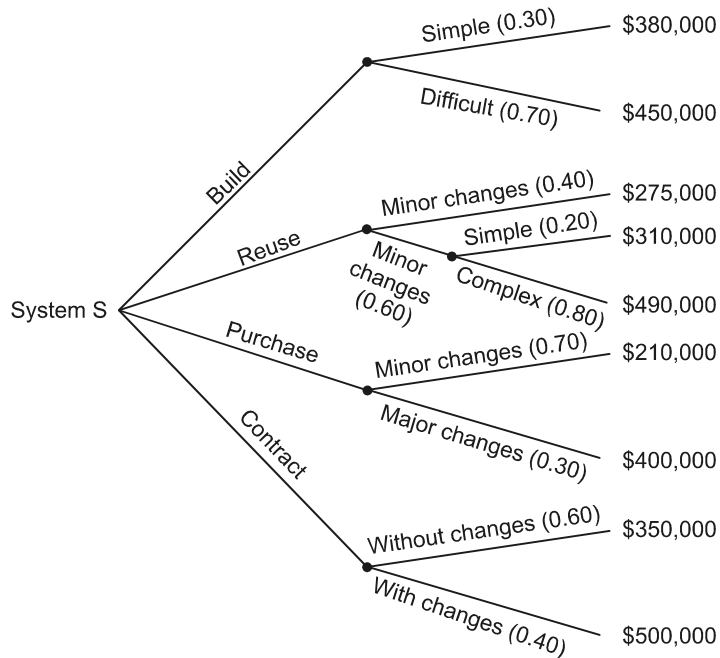 Simple (0.30)
$380,000
Difficult (0.70)
$450,000
Build
Minor changes (0.40)
$275,000
Simple (0.20)
$310,000
Reuse
Minor
changes
(0.60)
Complex (0.80)
$490,000
System S
Purchase
Minor changes (0.70)
$210,000
Major changes (0.30)
$400,000
Contract
Without changes (0.60)
$350,000
With changes (0.40)
$500,000